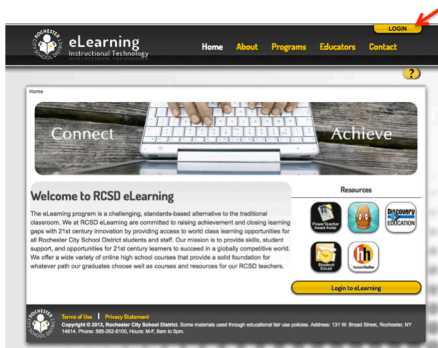 LOGIN
ROCHESTER
SCHOOL DISTRICT
eLearning
Instructional Technology
Home About Programs Educators Contact
?
Home
Connect Achieve
Welcome to RCSD eLearning
The eLearning program is a challenging, standards-based alternative to the traditional
classroom. We at RCSD eLearning are committed to raising achievement and closing learning
gaps with 21st century innovation by providing access to world class learning opportunities for
all Rochester City School District students and staff. Our mission is to provide skills, student
support, and opportunities for 21st century learners to succeed in a globally competitive world.
We offer a wide variety of online high school courses that provide a solid foundation for
whatever path our graduates choose well as courses and resources for our RCSD teachers.
Resources
Discovery
EDUCATION
Student
Email
hh
Login to eLearning
Terms of Use | Privacy Statement
Copyright © 2013, Rochester City School District. Some materials used through educational fair use policies. Address: 131 W. Broad Street, Rochester, NY
14614. Phone: 585-262-8100, Hours: M-F, 8am to 5pm.